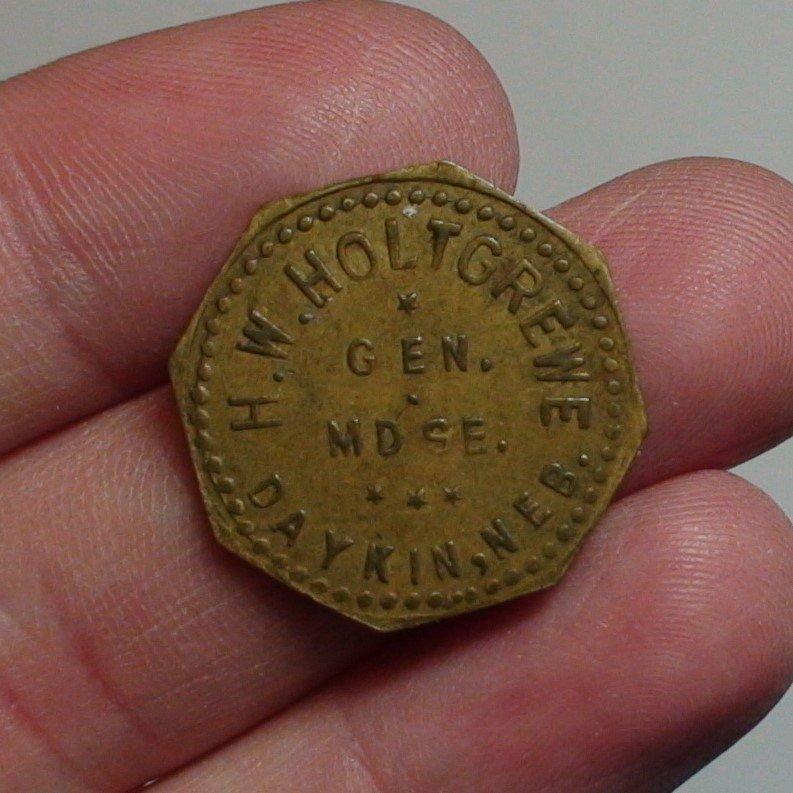 H.W.HOLTGREWE
GEN.
MDSE.
DAYKIN, NEB.